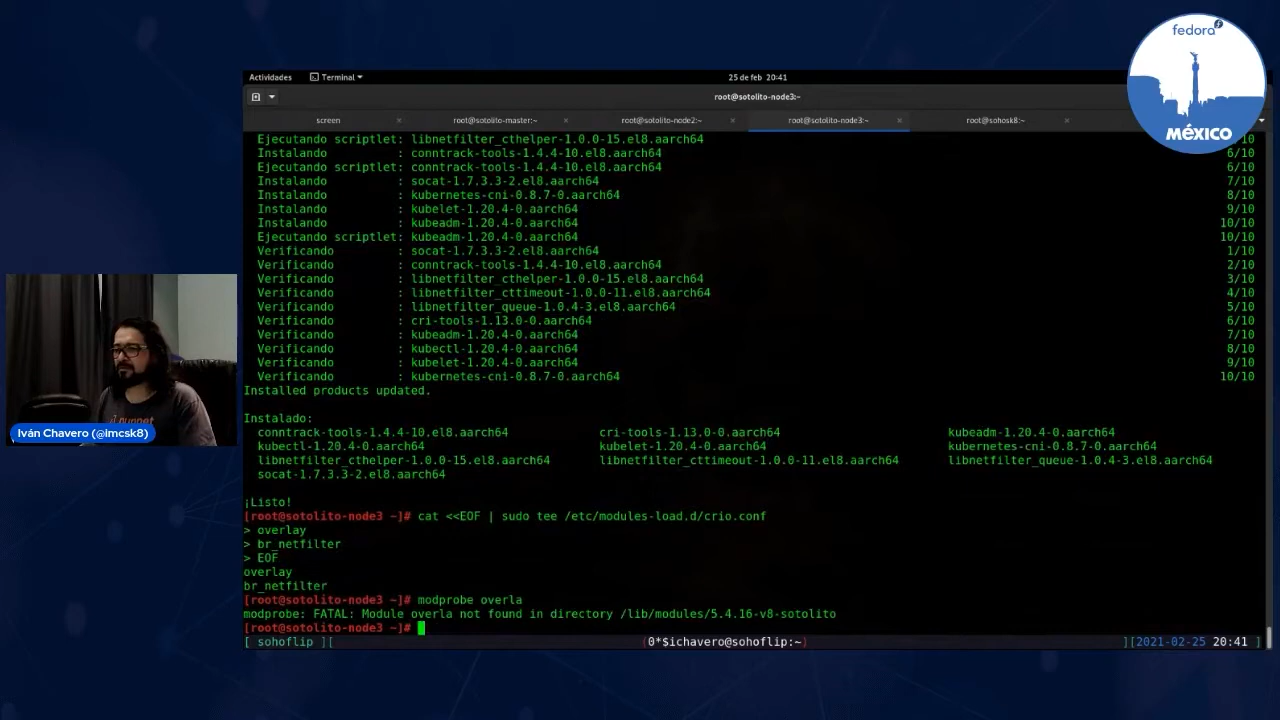 fedora
MÉXICO
Actividades Terminal 25 de feb 20:41
root@sotolito-node3:~
screen × root@sotolito-master:~ × root@sotolito-node2:~ × root@sotolito-node3:~ × root@sohosk8:~ ×
Ejecutando scriptlet: libnetfilter_cthelper-1.0.0-15.el8.aarch64 /10
Instalando : conntrack-tools-1.4.4-10.el8.aarch64 6/10
Ejecutando scriptlet: conntrack-tools-1.4.4-10.el8.aarch64 6/10
Instalando : socat-1.7.3.3-2.el8.aarch64 7/10
Instalando : kubernetes-cni-0.8.7-0.aarch64 8/10
Instalando : kubelet-1.20.4-0.aarch64 9/10
Instalando : kubeadm-1.20.4-0.aarch64 10/10
Ejecutando scriptlet: kubeadm-1.20.4-0.aarch64 10/10
Verificando : socat-1.7.3.3-2.el8.aarch64 1/10
Verificando : conntrack-tools-1.4.4-10.el8.aarch64 2/10
Verificando : libnetfilter_cthelper-1.0.0-15.el8.aarch64 3/10
Verificando : libnetfilter_cttimeout-1.0.0-11.el8.aarch64 4/10
Verificando : libnetfilter_queue-1.0.4-3.el8.aarch64 5/10
Verificando : cri-tools-1.13.0-0.aarch64 6/10
Verificando : kubeadm-1.20.4-0.aarch64 7/10
Verificando : kubectl-1.20.4-0.aarch64 8/10
Verificando : kubelet-1.20.4-0.aarch64 9/10
Verificando : kubernetes-cni-0.8.7-0.aarch64 10/10
Installed products updated.
Instalado:
conntrack-tools-1.4.4-10.el8.aarch64 cri-tools-1.13.0-0.aarch64 kubeadm-1.20.4-0.aarch64
kubectl-1.20.4-0.aarch64 kubelet-1.20.4-0.aarch64 kubernetes-cni-0.8.7-0.aarch64
libnetfilter_cthelper-1.0.0-15.el8.aarch64 libnetfilter_cttimeout-1.0.0-11.el8.aarch64 libnetfilter_queue-1.0.4-3.el8.aarch64
socat-1.7.3.3-2.el8.aarch64
¡Listo!
[root@sotolito-node3 ~]# cat <<EOF | sudo tee /etc/modules-load.d/crio.conf
> overlay
> br_netfilter
> EOF
overlay
br_netfilter
[root@sotolito-node3 ~]# modprobe overla
modprobe: FATAL: Module overla not found in directory /lib/modules/5.4.16-v8-sotolito
[root@sotolito-node3 ~]#
[ sohoflip ][ (0*$ichavero@sohoflip:~) ][2021-02-25 20:41 ]
Iván Chavero (@imcsk8)